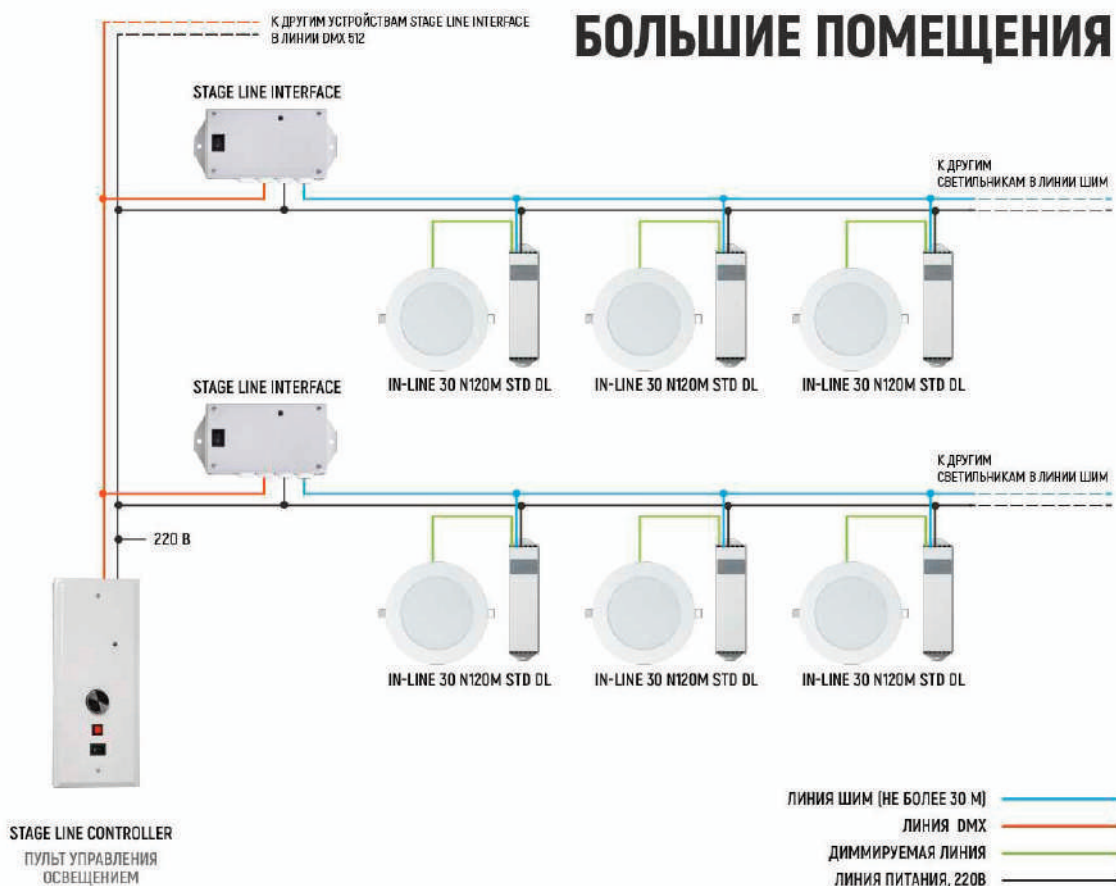 К ДРУГИМ УСТРОЙСТВАМ STAGE LINE INTERFACE
В ЛИНИИ DMX 512
БОЛЬШИЕ ПОМЕЩЕНИЯ
STAGE LINE INTERFACE
К ДРУГИМ
СВЕТИЛЬНИКАМ В ЛИНИИ ШИМ
IN-LINE 30 N120M STD DL
IN-LINE 30 N120M STD DL
IN-LINE 30 N120M STD DL
STAGE LINE INTERFACE
К ДРУГИМ
СВЕТИЛЬНИКАМ В ЛИНИИ ШИМ
220 В
IN-LINE 30 N120M STD DL
IN-LINE 30 N120M STD DL
IN-LINE 30 N120M STD DL
STAGE LINE CONTROLLER
ПУЛЬТ УПРАВЛЕНИЯ
ОСВЕЩЕНИЕМ
ЛИНИЯ ШИМ (НЕ БОЛЕЕ 30 М)
ЛИНИЯ DMX
ДИММИРУЕМАЯ ЛИНИЯ
ЛИНИЯ ПИТАНИЯ, 220В